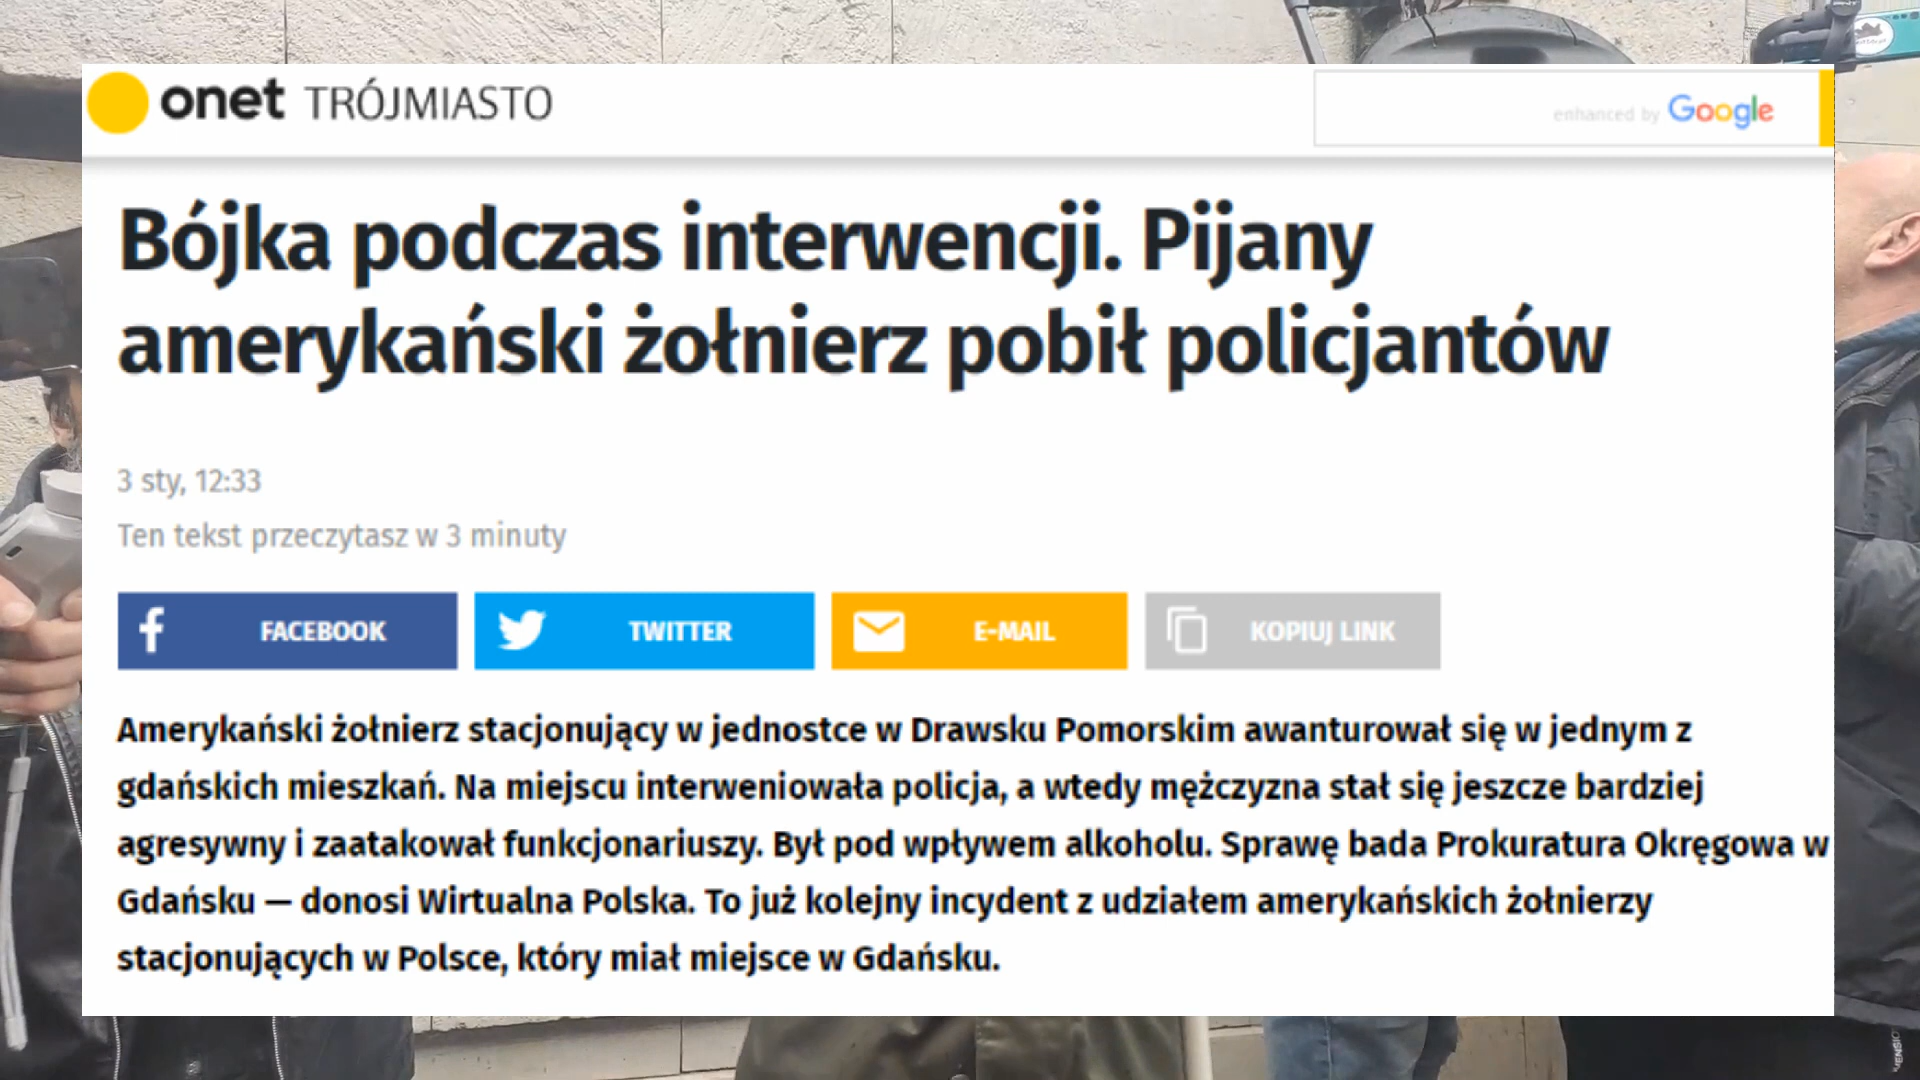 onet TRÓJMIASTO
enhanced by Google
Bójka podczas interwencji. Pijany
amerykański żołnierz pobił policjantów
3 sty, 12:33
Ten tekst przeczytasz w 3 minuty
FACEBOOK
TWITTER
E-MAIL
KOPIUJ LINK
Amerykański żołnierz stacjonujący w jednostce w Drawsku Pomorskim awanturował się w jednym z
gdańskich mieszkań. Na miejscu interweniowała policja, a wtedy mężczyzna stał się jeszcze bardziej
agresywny i zaatakował funkcjonariuszy. Był pod wpływem alkoholu. Sprawę bada Prokuratura Okręgowa w
Gdańsku — donosi Wirtualna Polska. To już kolejny incydent z udziałem amerykańskich żołnierzy
stacjonujących w Polsce, który miał miejsce w Gdańsku.